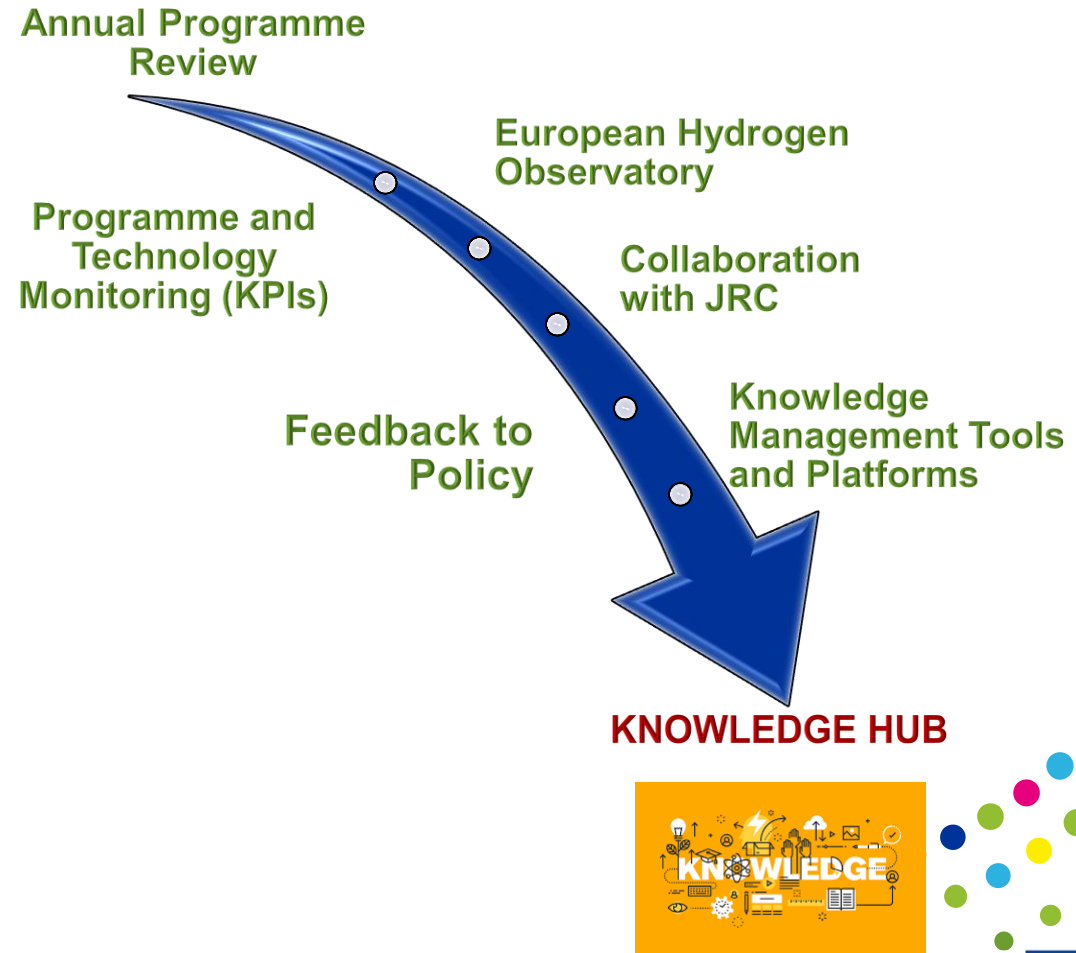 Annual Programme
Review
European Hydrogen
Observatory
Programme and
Technology
Monitoring (KPIs)
Collaboration
with JRC
Feedback to
Policy
Knowledge
Management Tools
and Platforms
KNOWLEDGE HUB
KNOWLEDGE